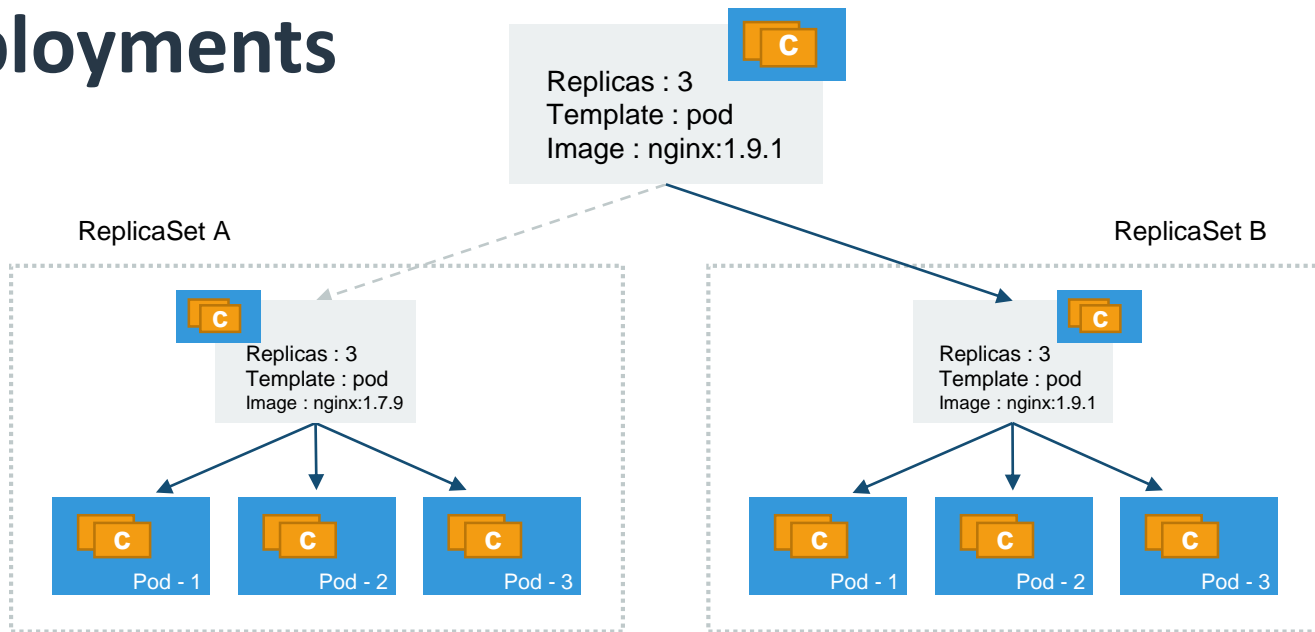 ployments
C
Replicas : 3
Template : pod
Image : nginx:1.9.1
ReplicaSet A
ReplicaSet B
C
Replicas : 3
Template : pod
Image : nginx:1.7.9
C
Replicas : 3
Template : pod
Image : nginx:1.9.1
C
Pod - 1
C
Pod - 2
C
Pod - 3
C
Pod - 1
C
Pod - 2
C
Pod - 3